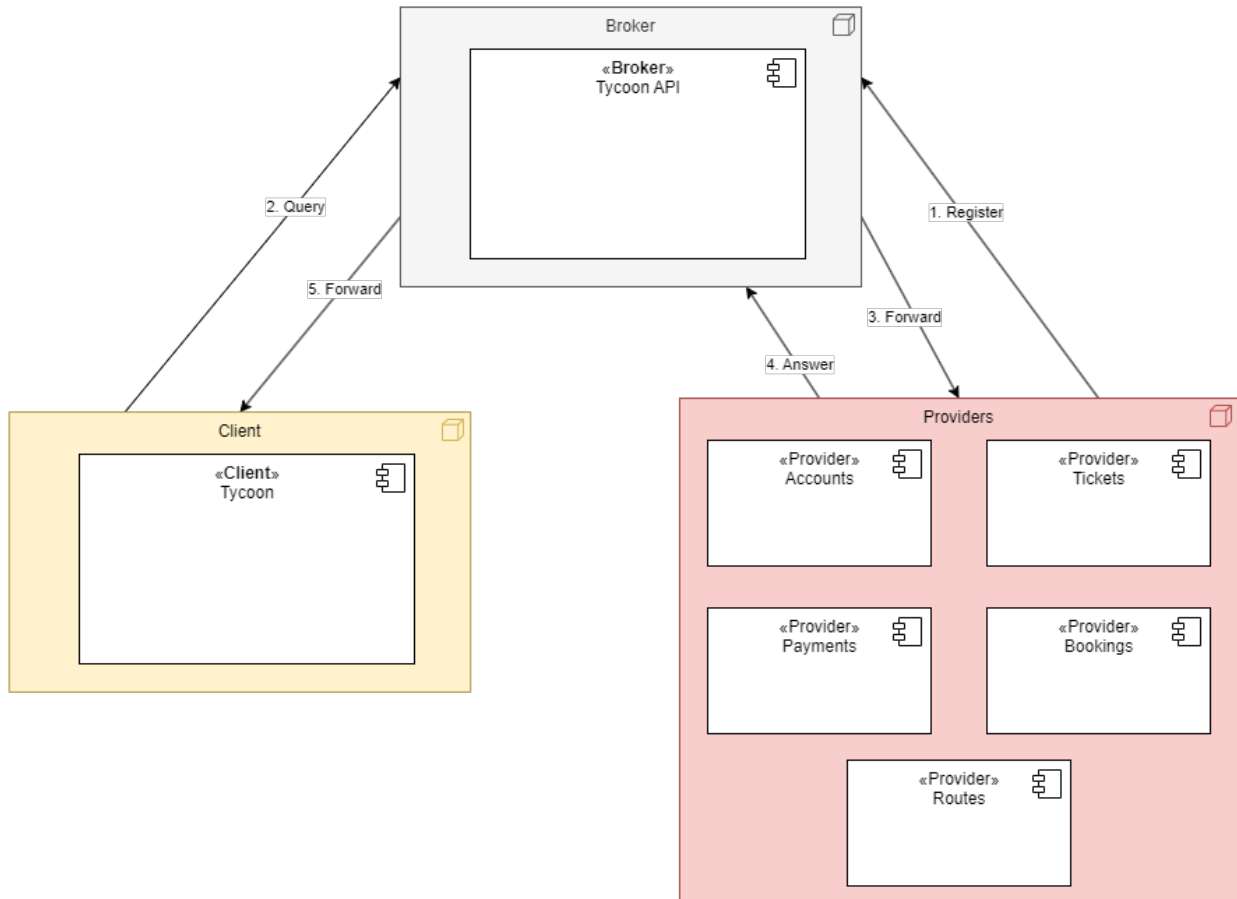 Broker
«Broker»
Tycoon API
2. Query
1. Register
5. Forward
3. Forward
4. Answer
Client
«Client»
Tycoon
Providers
«Provider»
Accounts
«Provider»
Tickets
«Provider»
Payments
«Provider»
Bookings
«Provider»
Routes